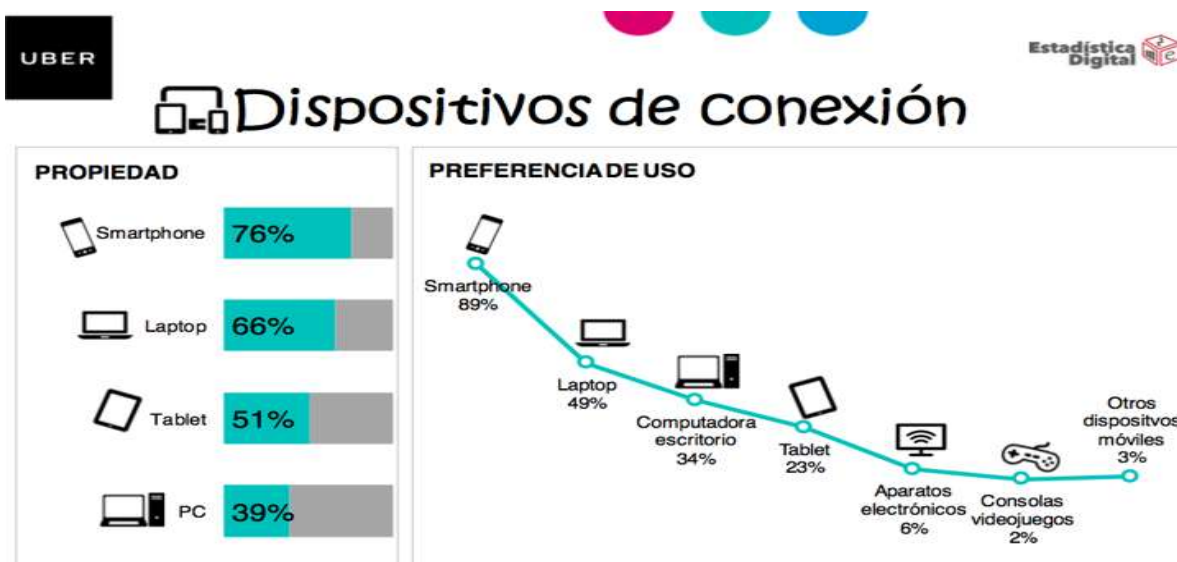 UBER
Estadística
Digital
Dispositivos de conexión
PROPIEDAD
Smartphone 76%
Laptop 66%
Tablet 51%
PC 39%
PREFERENCIA DE USO
Smartphone
89%
Laptop
49%
Computadora
escritorio
34%
Tablet
23%
Aparatos
electrónicos
6%
Consolas
videojuegos
2%
Otros
dispositvos
móviles
3%